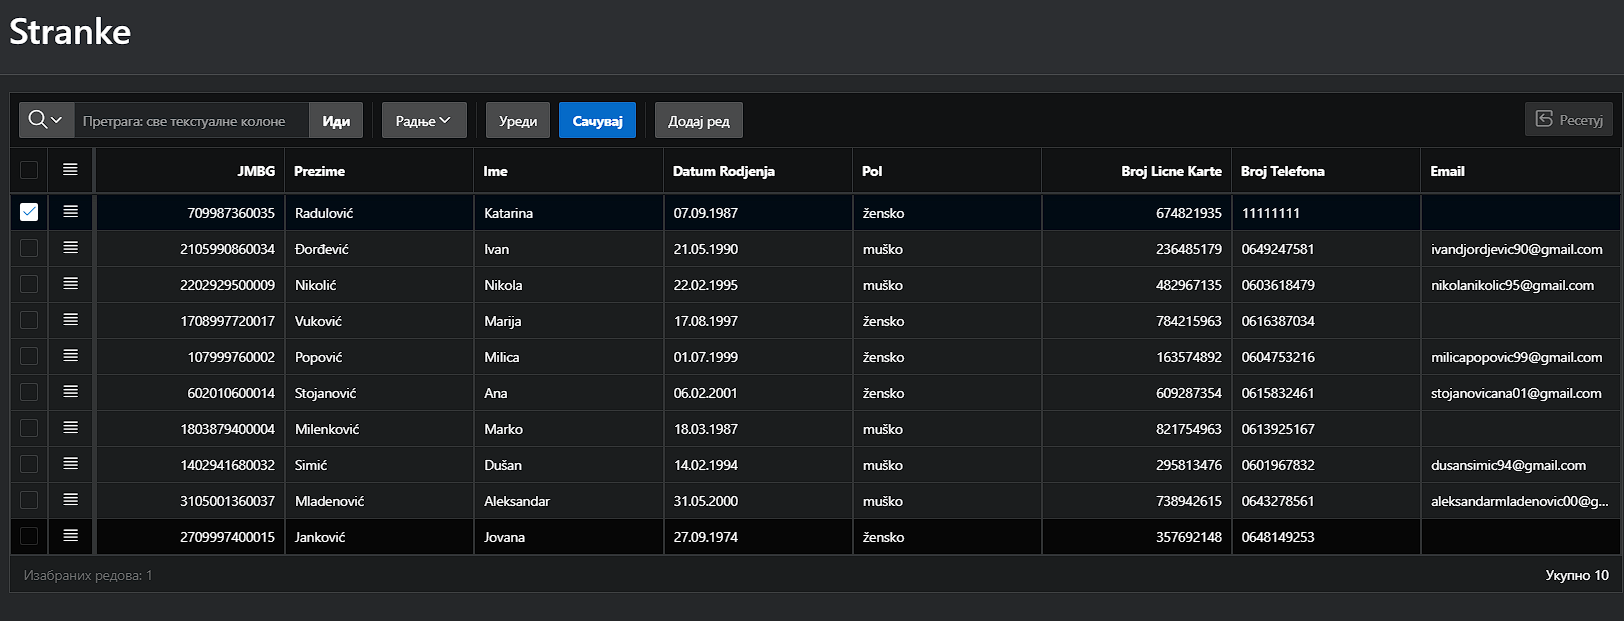 Stranke
Претрага: све текстуалне колоне Иди Радње Уреди Сачувај Додај ред Ресетуј
JMBG Prezime Ime Datum Rodjenja Pol Broj Licne Karte Broj Telefona Email
709987360035 Radulović Katarina 07.09.1987 žensko 674821935 11111111
2105990860034 Đorđević Ivan 21.05.1990 muško 236485179 0649247581 ivandjordjevic90@gmail.com
2202929500009 Nikolić Nikola 22.02.1995 muško 482967135 0603618479 nikolanikolic95@gmail.com
1708997720017 Vuković Marija 17.08.1997 žensko 784215963 0616387034
107999760002 Popović Milica 01.07.1999 žensko 163574892 0604753216 milicapopovic99@gmail.com
602010600014 Stojanović Ana 06.02.2001 žensko 609287354 0615832461 stojanovicana01@gmail.com
1803879400004 Milenković Marko 18.03.1987 muško 821754963 0613925167
1402941680032 Simić Dušan 14.02.1994 muško 295813476 0601967832 dusansimic94@gmail.com
3105001360037 Mladenović Aleksandar 31.05.2000 muško 738942615 0643278561 aleksandarmladenovic00@g...
2709997400015 Janković Jovana 27.09.1974 žensko 357692148 0648149253
Изабраних редова: 1 Укупно 10